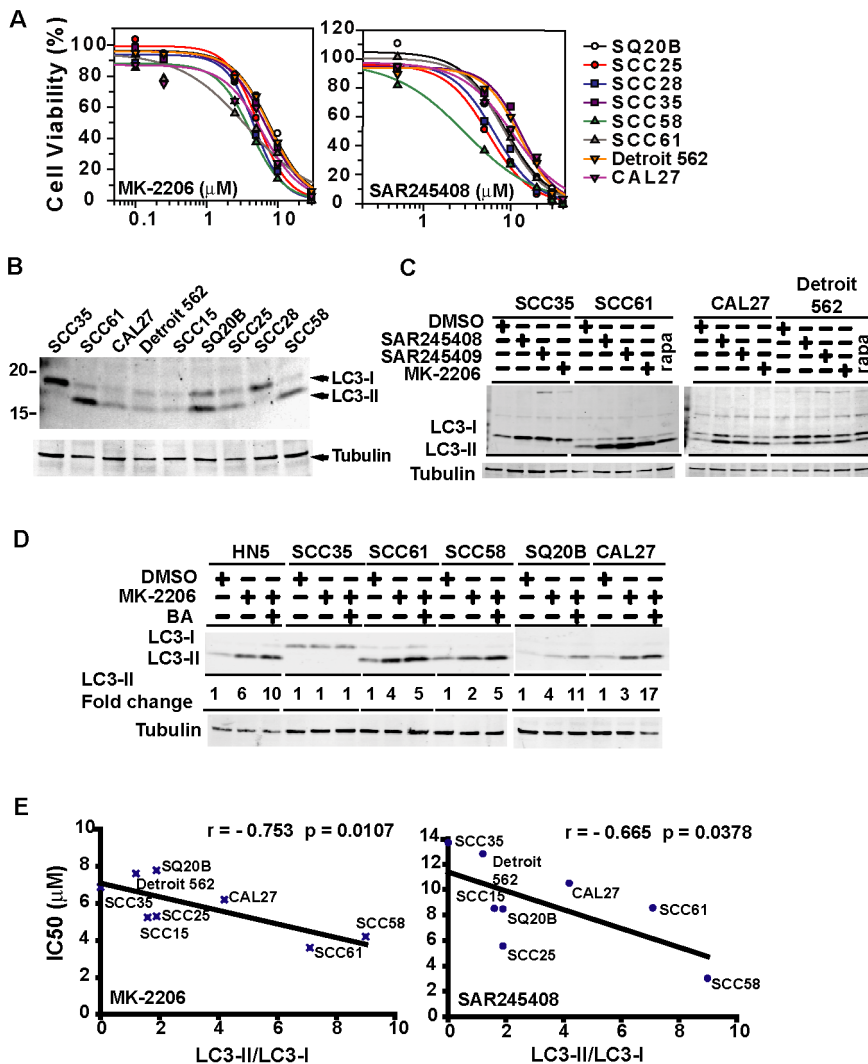 A
Cell Viability (%)
100
80
60
40
20
0
0.1
1
10
MK-2206 (µM)
120
100
80
60
40
20
0
1
10
SAR245408 (µM)
SQ20B
SCC25
SCC28
SCC35
SCC58
SCC61
Detroit 562
CAL27
B
SCC35
SCC61
CAL27
Detroit 562
SCC15
SQ20B
SCC25
SCC28
SCC58
20
15
LC3-I
LC3-II
Tubulin
C
SCC35 SCC61 CAL27 Detroit 562
DMSO + - - - + - - - + - - - + - - -
SAR245408 - + - - - + - - - + - - - + - -
SAR245409 - - + - - - + - - - + - - - + -
MK-2206 - - - + - - - + - - - + - - - +
rapa
rapa
LC3-I
LC3-II
Tubulin
D
HN5 SCC35 SCC61 SCC58 SQ20B CAL27
DMSO + - - + - - + - - + - - + - - + - -
MK-2206 - + + - + + - + + - + + - + + - + +
BA - - + - - + - - + - - + - - + - - +
LC3-I
LC3-II
LC3-II
Fold change 1 6 10 1 1 1 1 4 5 1 2 5 1 4 11 1 3 17
Tubulin
E
IC50 (µM)
10
8
6
4
2
0
r = - 0.753 p = 0.0107
SQ20B
Detroit 562
SCC35
CAL27
SCC25
SCC15
SCC58
SCC61
MK-2206
0 2 4 6 8 10
LC3-II/LC3-I
14
12
10
8
6
4
2
0
r = - 0.665 p = 0.0378
SCC35
Detroit
562
CAL27
SCC15
SQ20B
SCC61
SCC25
SCC58
SAR245408
0 2 4 6 8 10
LC3-II/LC3-I